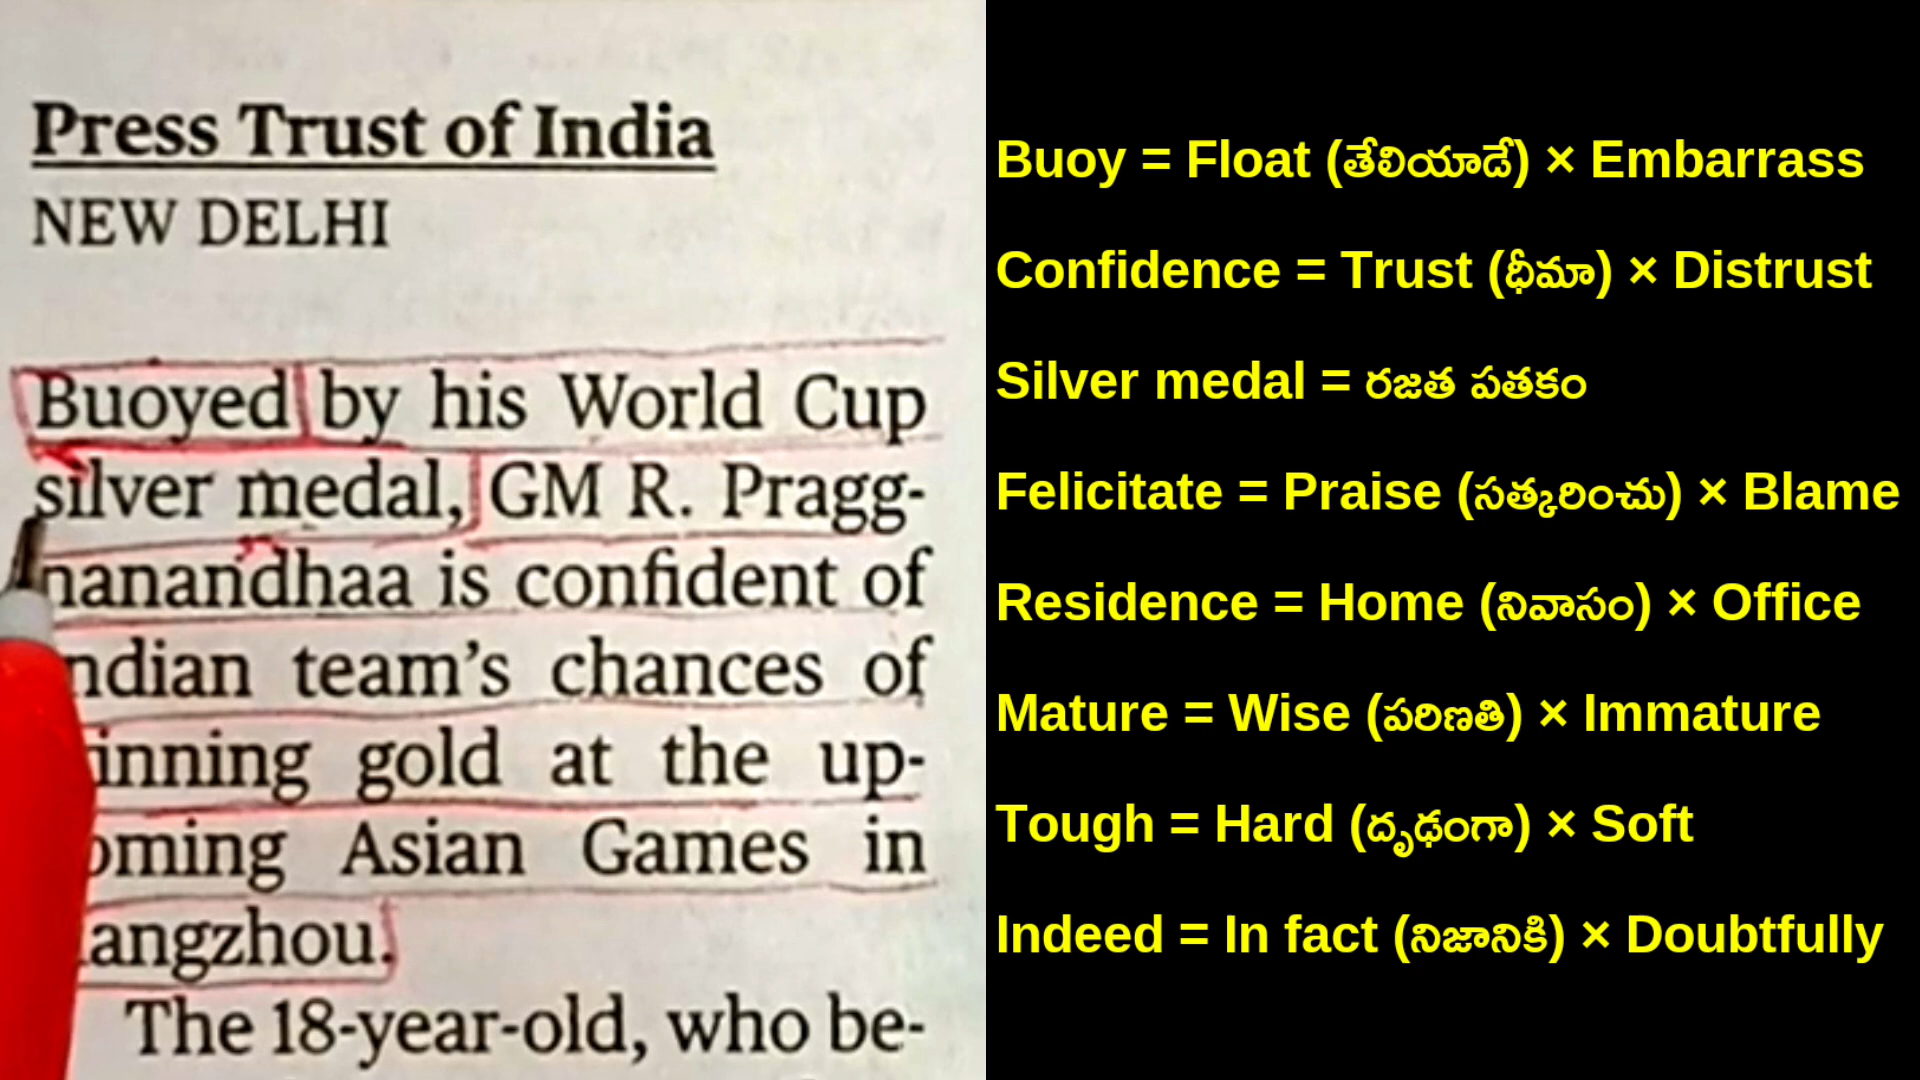 Press Trust of India
NEW DELHI
Buoyed by his World Cup
silver medal, GM R. Pragg-
nanandhaa is confident of
ndian team's chances of
inning gold at the up-
oming Asian Games in
angzhou.
The 18-year-old, who be-
Buoy = Float (తేలియాడే) × Embarrass
Confidence = Trust (ధీమా) × Distrust
Silver medal = రజత పతకం
Felicitate = Praise (సత్కరించు) × Blame
Residence = Home (నివాసం) × Office
Mature = Wise (పరిణతి) × Immature
Tough = Hard (దృఢంగా) × Soft
Indeed = In fact (నిజానికి) × Doubtfully